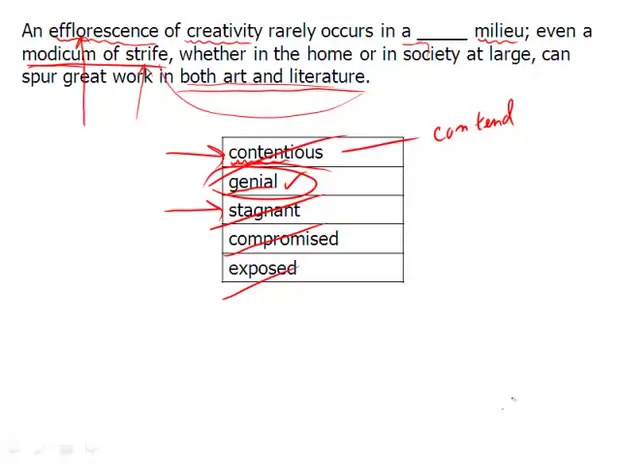 An efflorescence of creativity rarely occurs in a _____ milieu; even a
modicum of strife, whether in the home or in society at large, can
spur great work in both art and literature.
contend
contentious
genial
stagnant
compromised
exposed